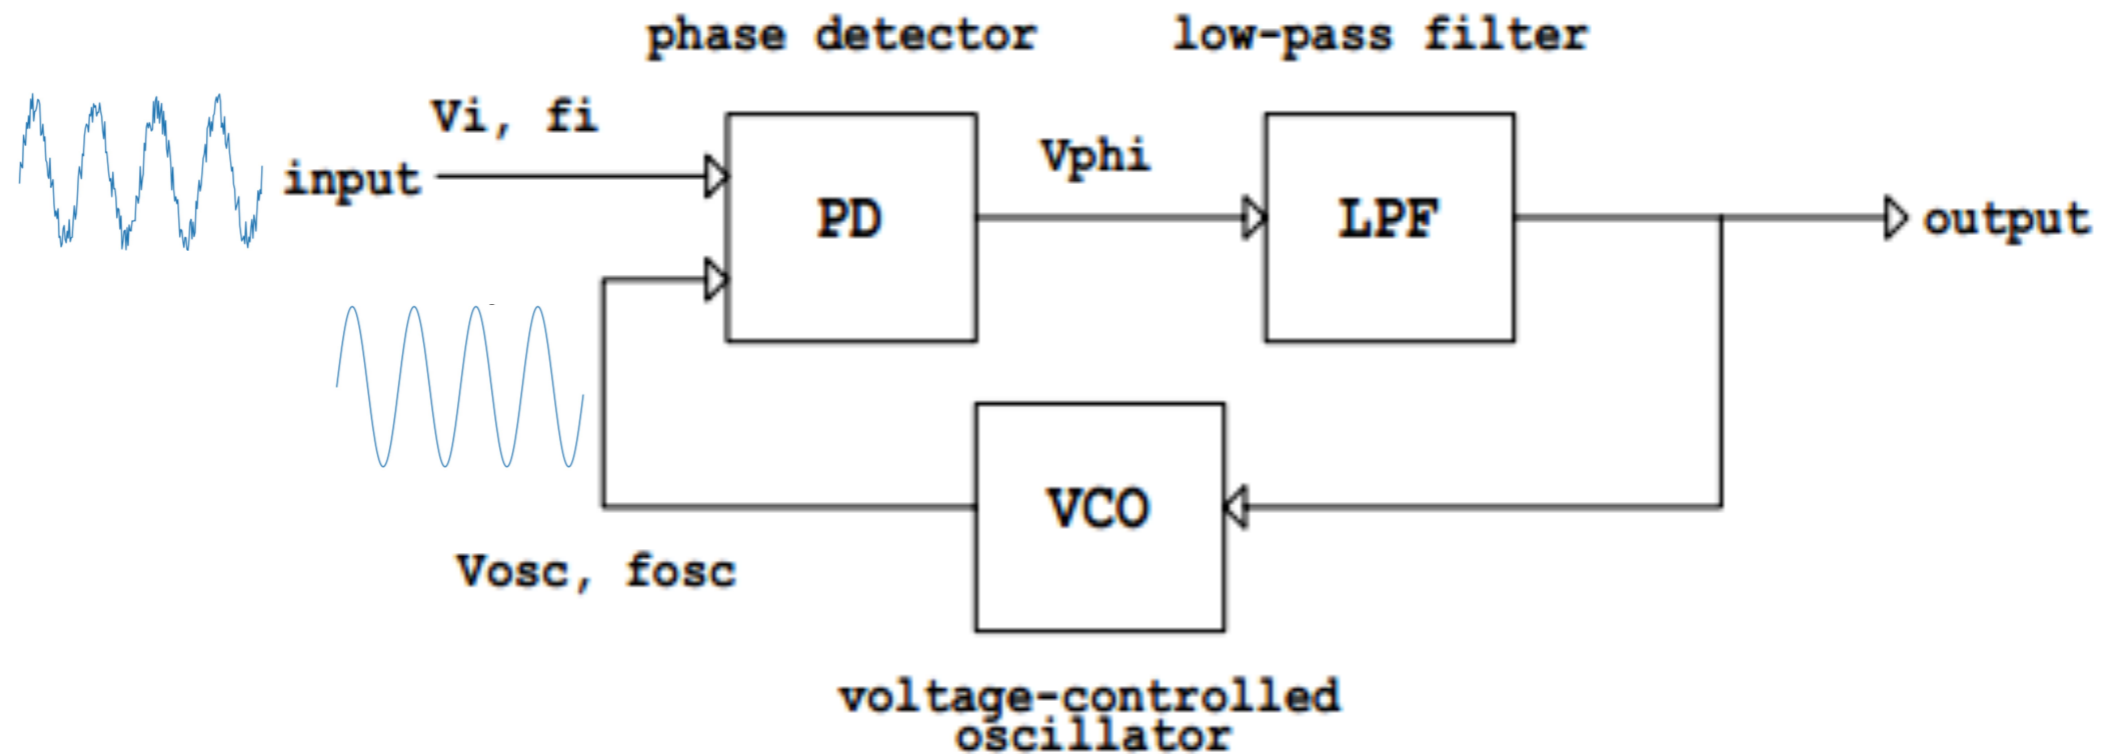 phase detector
low-pass filter
Vi, fi
input
PD
Vphi
LPF
output
VCO
Vosc, fosc
voltage-controlled
oscillator